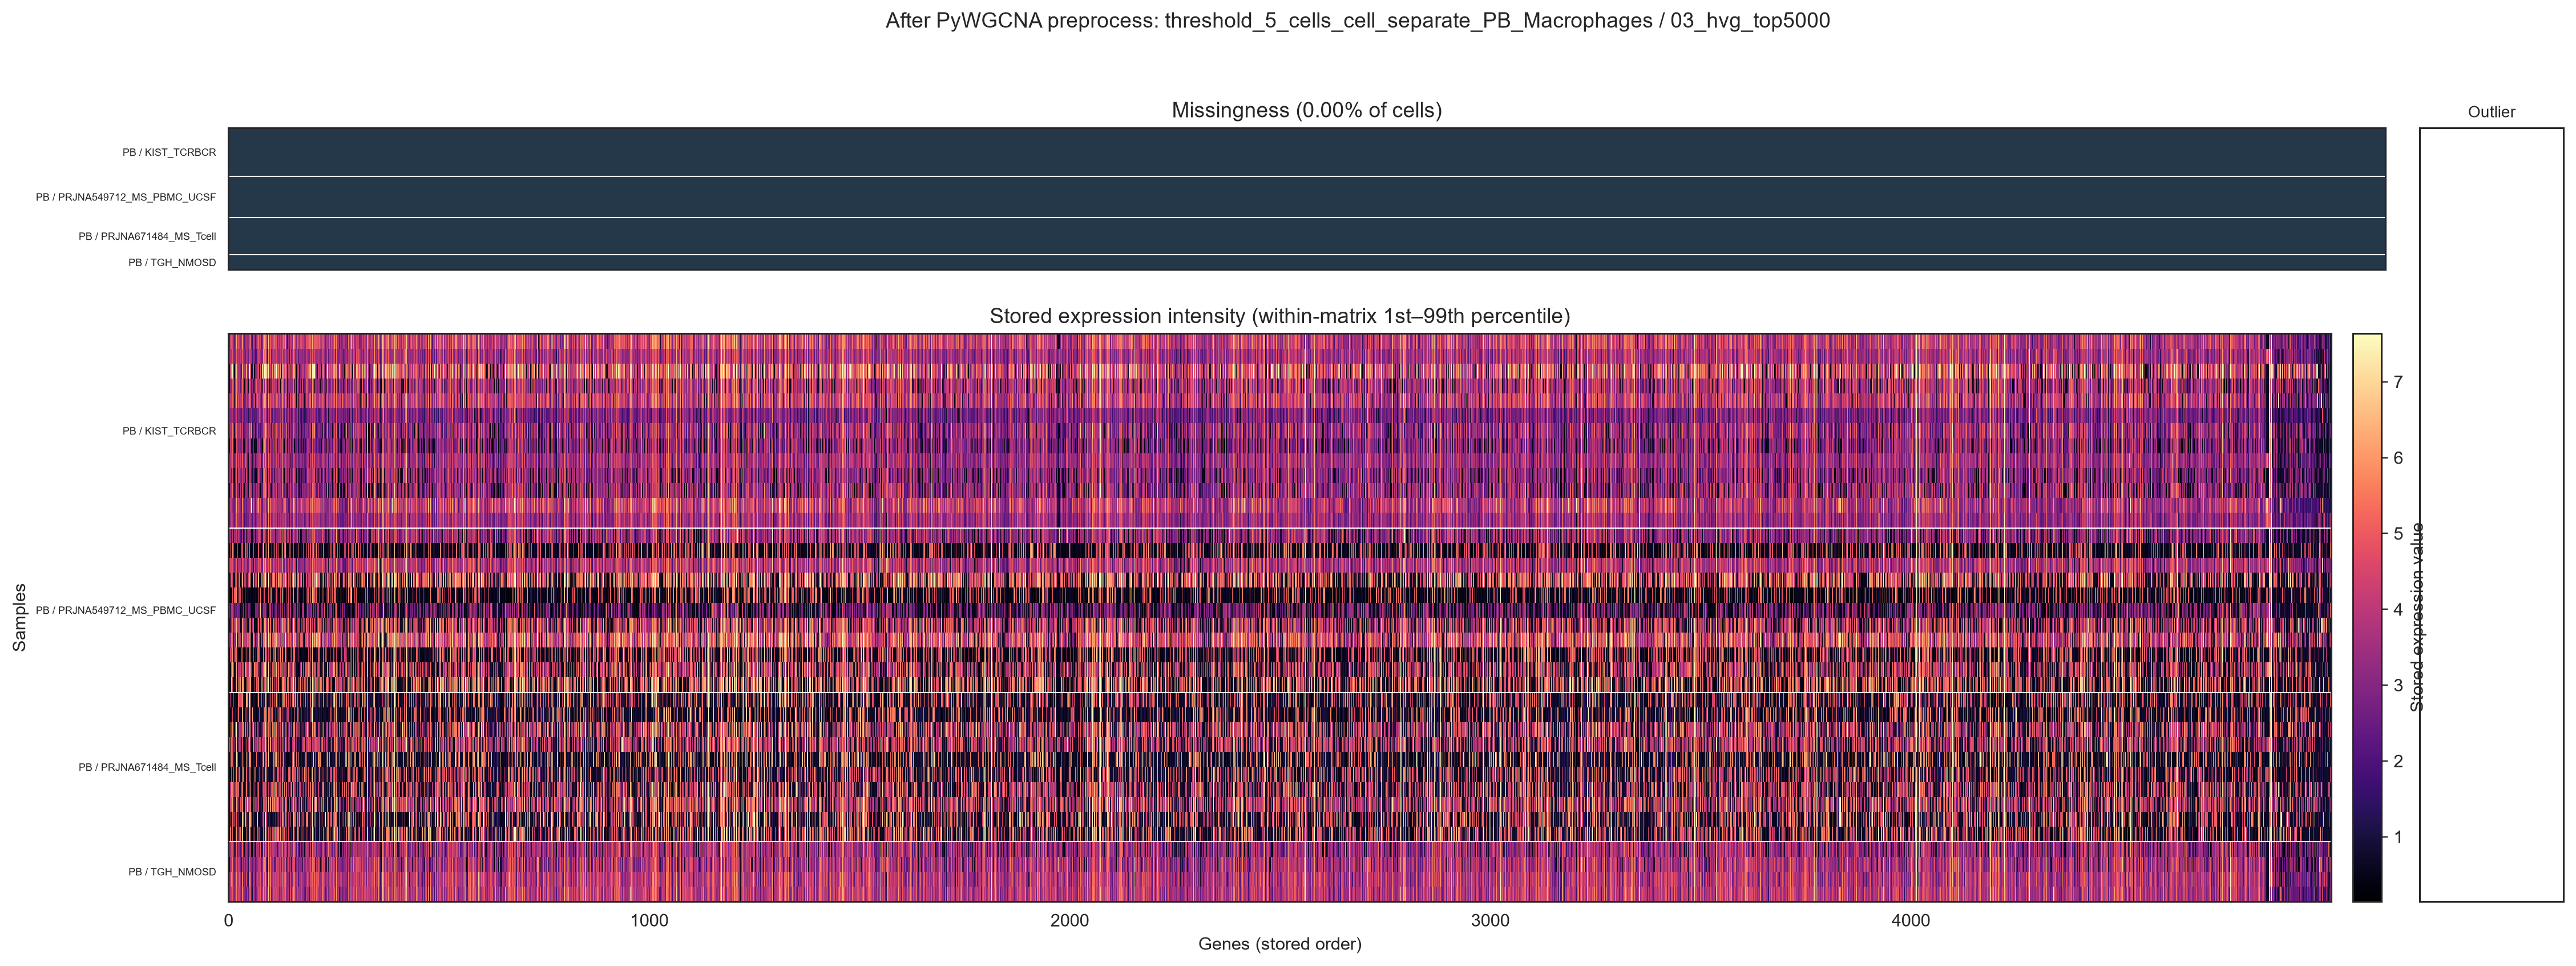 After PyWGCNA preprocess: threshold_5_cells_cell_separate_PB_Macrophages / 03_hvg_top5000
Missingness (0.00% of cells)
Outlier
PB / KIST_TCRBCR
PB / PRJNA549712_MS_PBMC_UCSF
PB / PRJNA671484_MS_Tcell
PB / TGH_NMOSD
Stored expression intensity (within-matrix 1st–99th percentile)
Samples
PB / KIST_TCRBCR
PB / PRJNA549712_MS_PBMC_UCSF
PB / PRJNA671484_MS_Tcell
PB / TGH_NMOSD
7
6
5
4
3
2
1
Stored expression value
0
1000
2000
3000
4000
Genes (stored order)